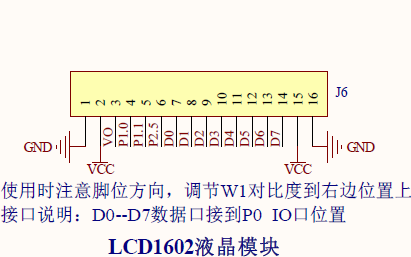 J6
1 2 3 4 5 6 7 8 9 10 11 12 13 14 15 16
VO P1.0 P1.1 P2.5 D0 D1 D2 D3 D4 D5 D6 D7
GND GND
VCC VCC
使用时注意脚位方向，调节W1对比度到右边位置上
接口说明：D0--D7数据口接到P0 IO口位置
LCD1602液晶模块